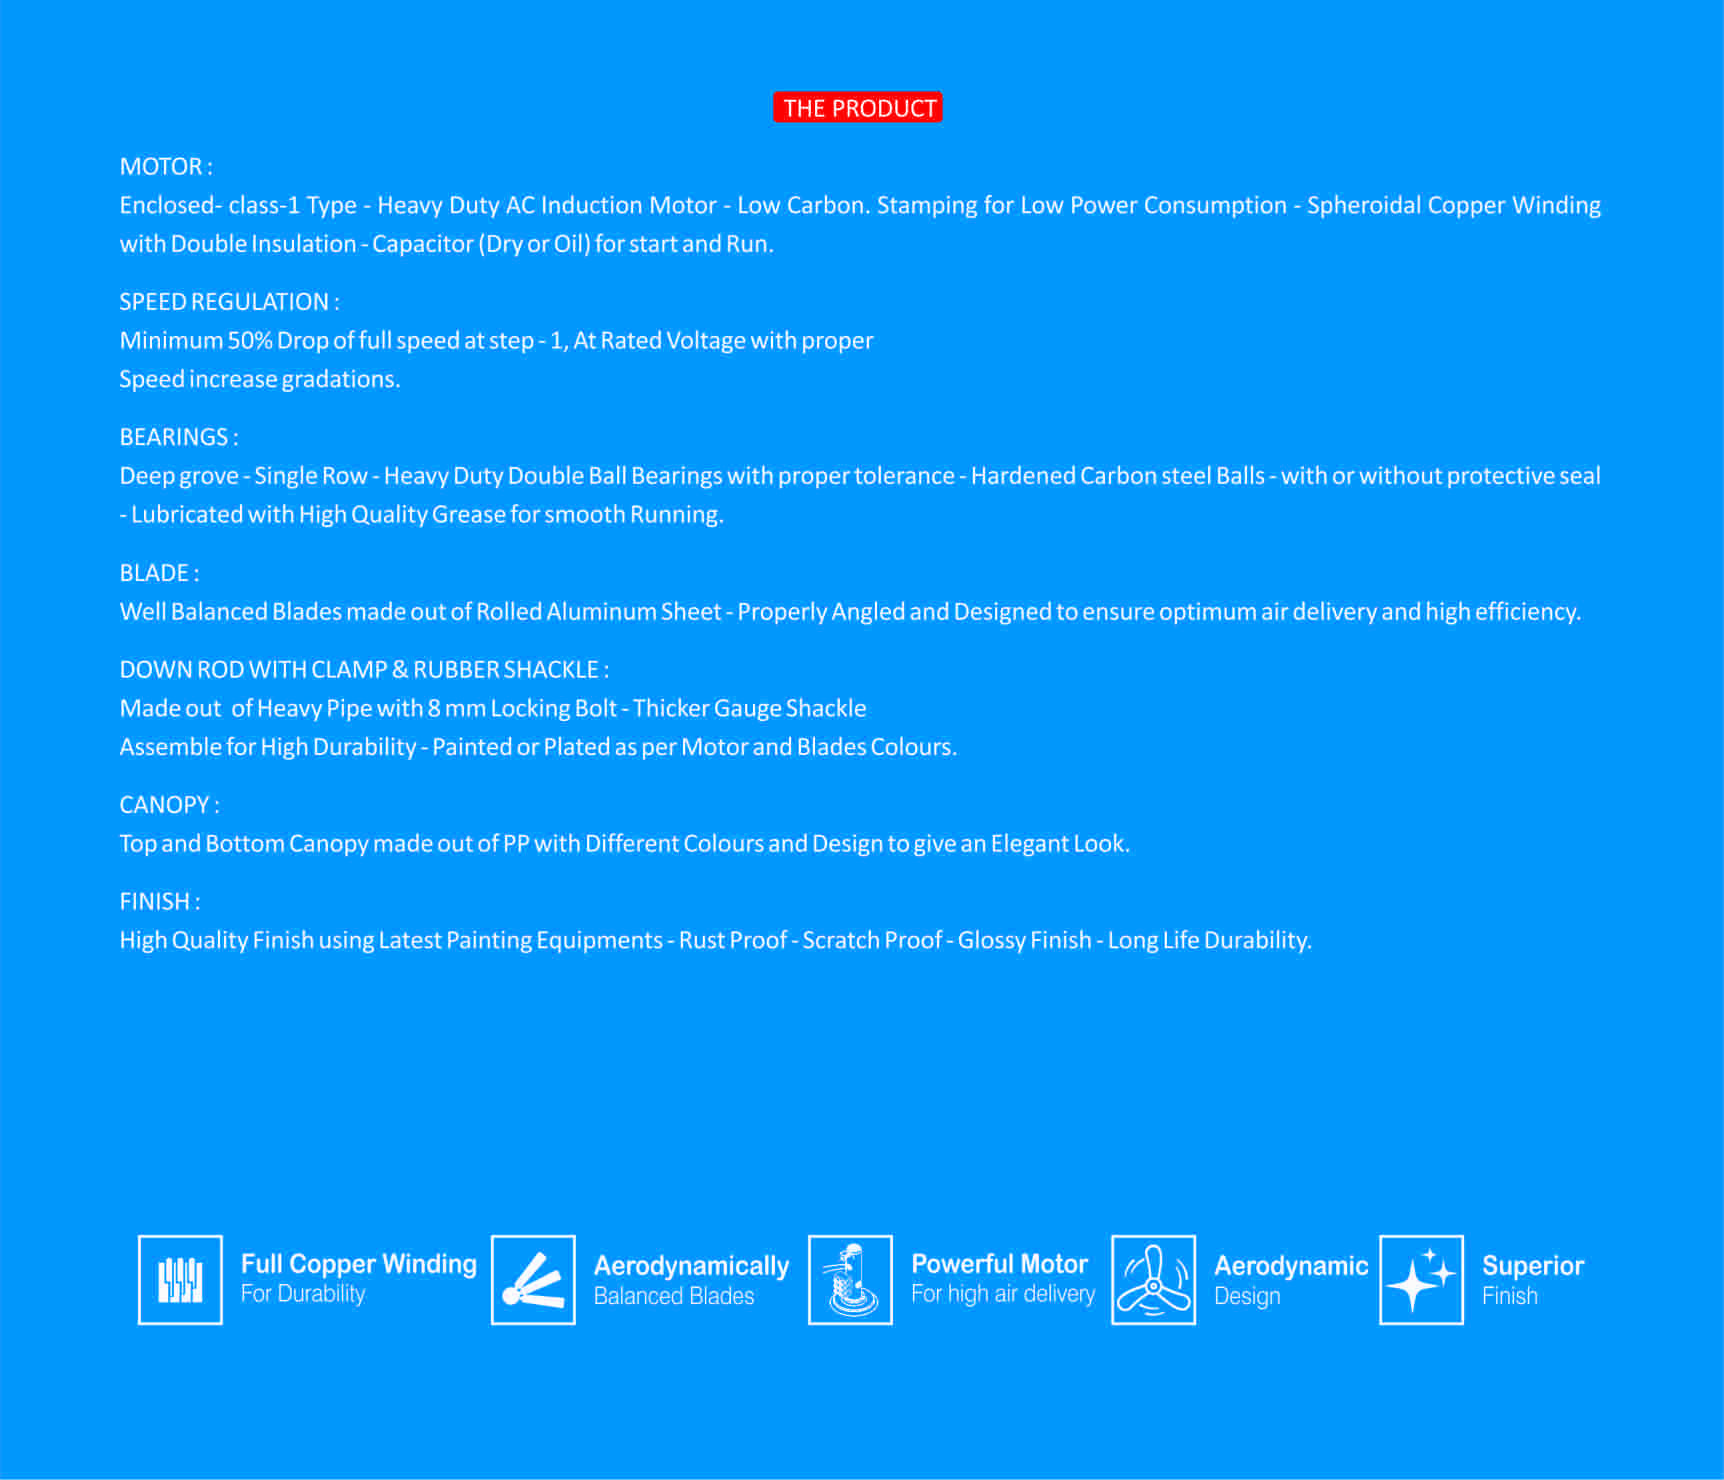 THE PRODUCT
MOTOR :
Enclosed- class-1 Type - Heavy Duty AC Induction Motor - Low Carbon. Stamping for Low Power Consumption - Spheroidal Copper Winding
with Double Insulation - Capacitor (Dry or Oil) for start and Run.
SPEED REGULATION :
Minimum 50% Drop of full speed at step - 1, At Rated Voltage with proper
Speed increase gradations.
BEARINGS :
Deep grove - Single Row - Heavy Duty Double Ball Bearings with proper tolerance - Hardened Carbon steel Balls - with or without protective seal
- Lubricated with High Quality Grease for smooth Running.
BLADE :
Well Balanced Blades made out of Rolled Aluminum Sheet - Properly Angled and Designed to ensure optimum air delivery and high efficiency.
DOWN ROD WITH CLAMP & RUBBER SHACKLE :
Made out of Heavy Pipe with 8 mm Locking Bolt - Thicker Gauge Shackle
Assemble for High Durability - Painted or Plated as per Motor and Blades Colours.
CANOPY :
Top and Bottom Canopy made out of PP with Different Colours and Design to give an Elegant Look.
FINISH :
High Quality Finish using Latest Painting Equipments - Rust Proof - Scratch Proof - Glossy Finish - Long Life Durability.
Full Copper Winding
For Durability
Aerodynamically
Balanced Blades
Powerful Motor
For high air delivery
Aerodynamic
Design
Superior
Finish